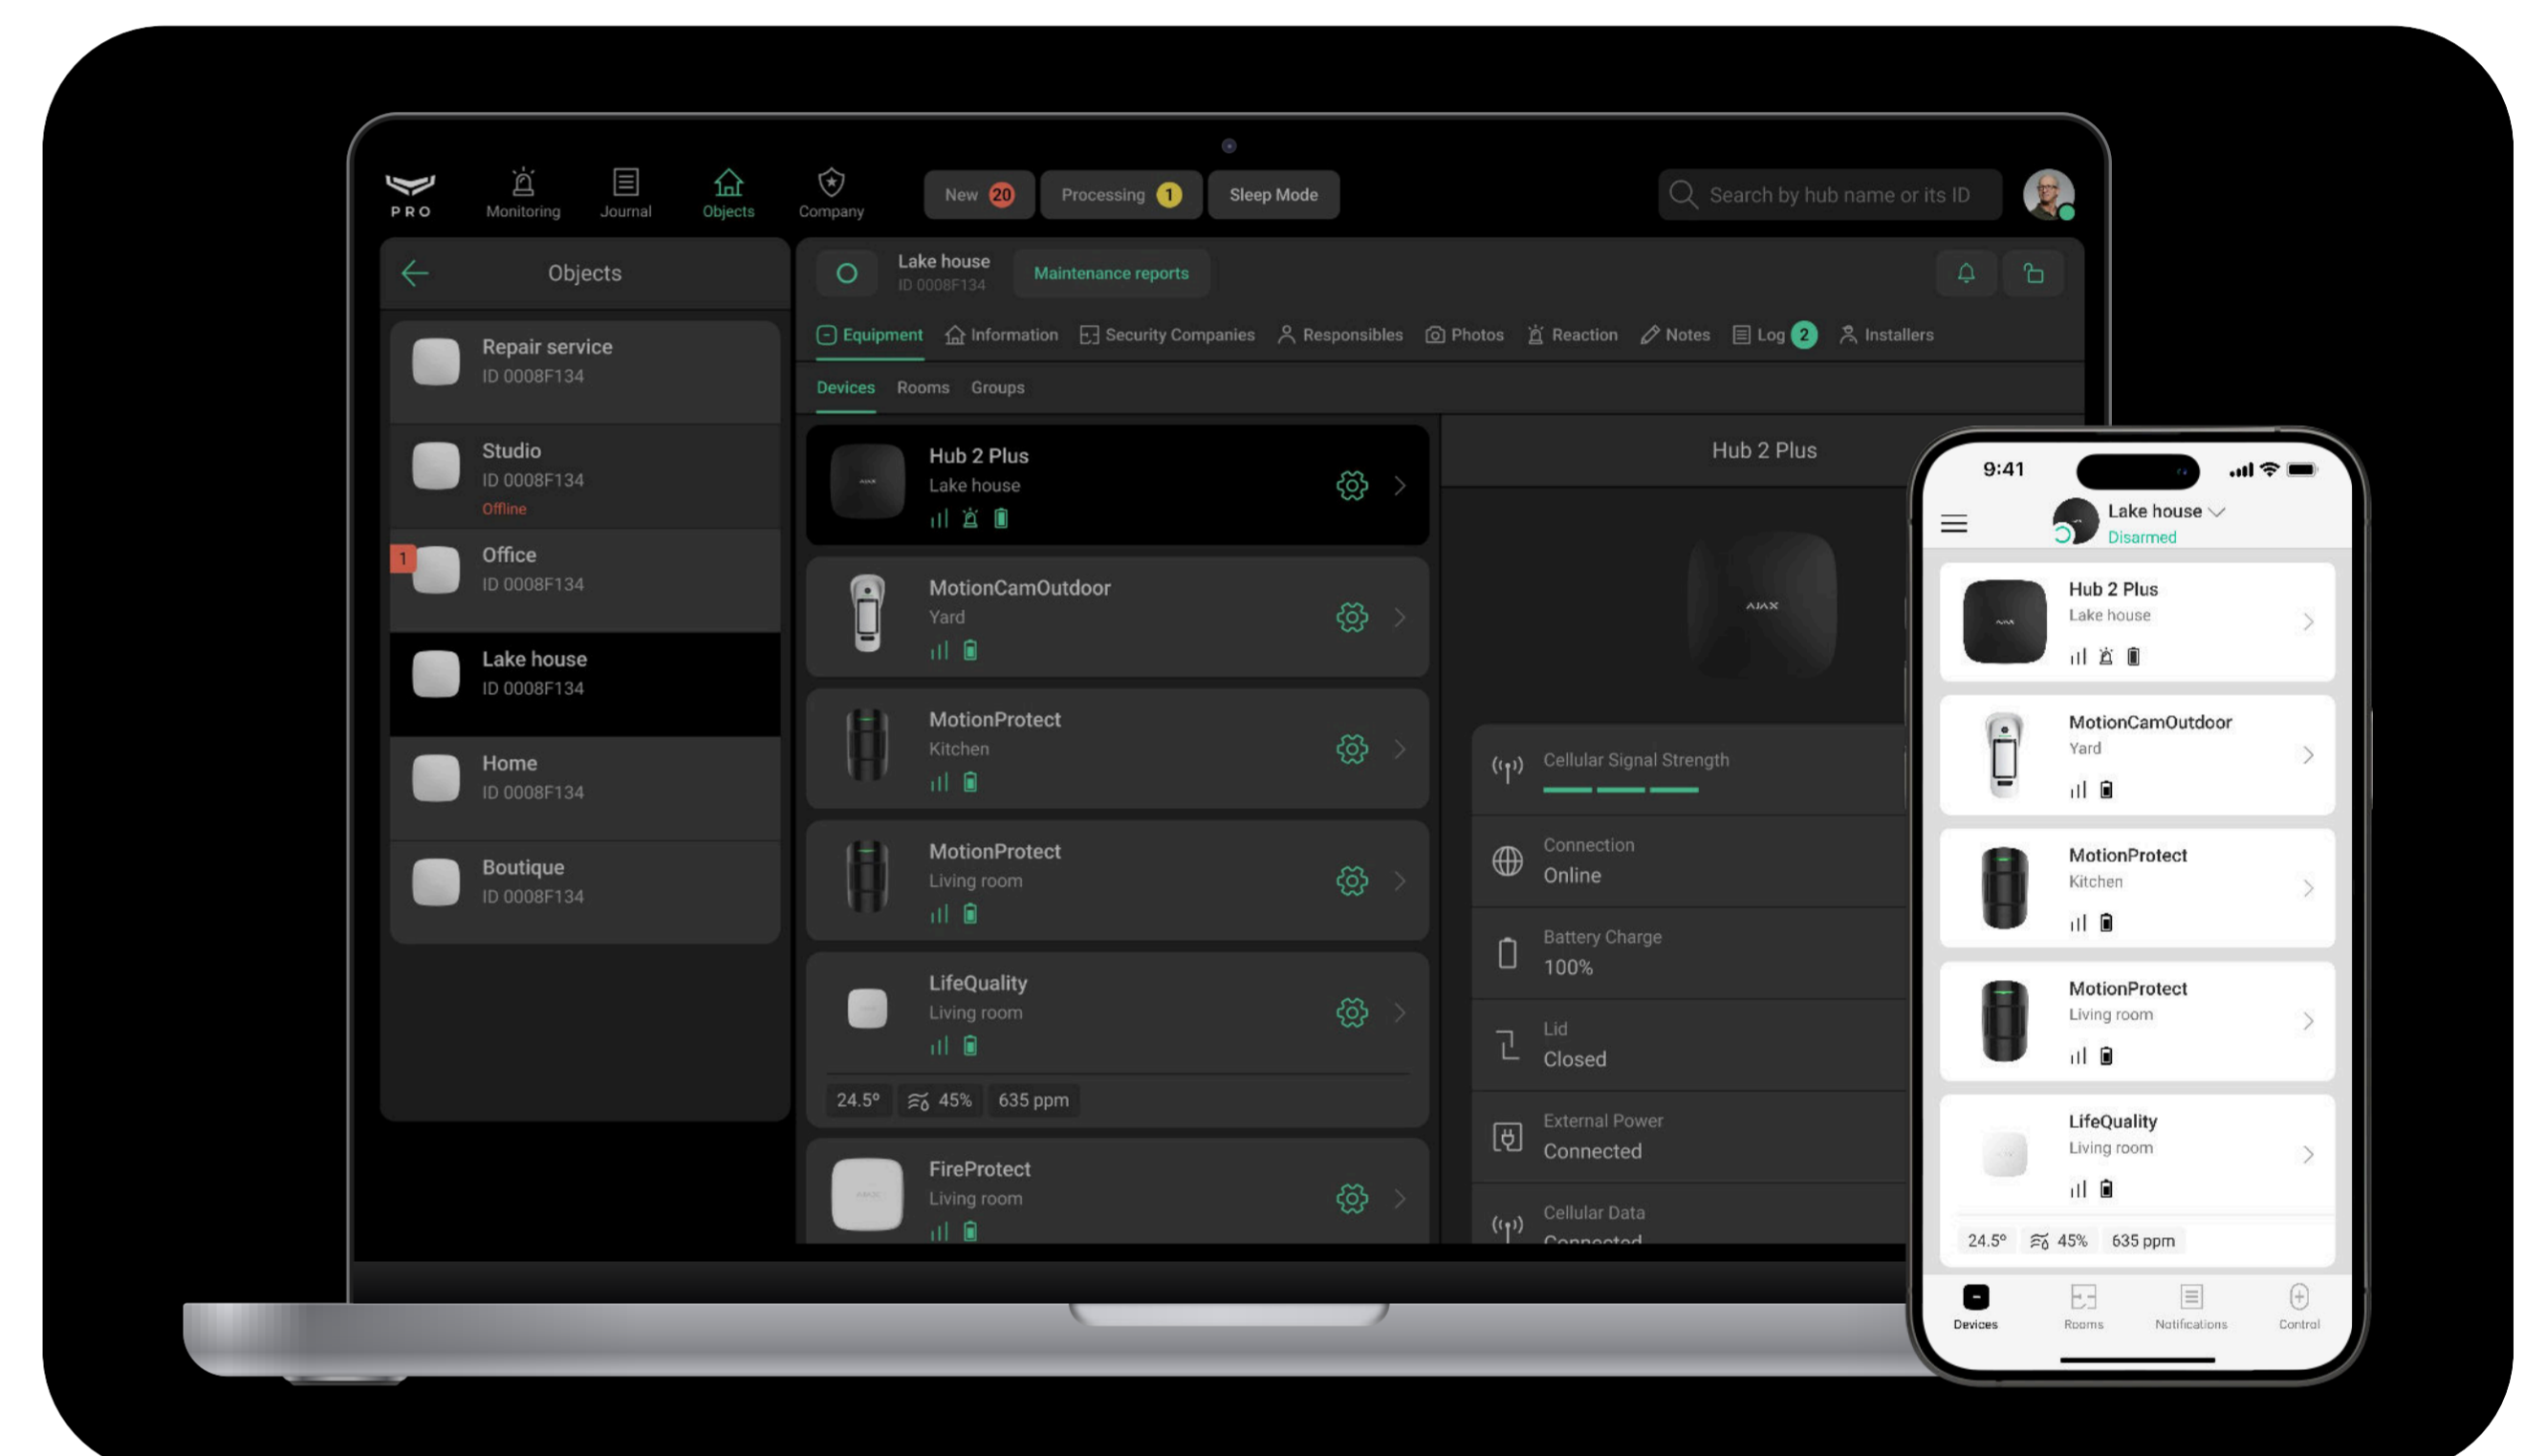 PRO
Monitoring
Journal
Objects
Company
New 20
Processing 1
Sleep Mode
Search by hub name or its ID
Objects
Repair service
ID 0008F134
Studio
ID 0008F134
Offline
1
Office
ID 0008F134
Lake house
ID 0008F134
Home
ID 0008F134
Boutique
ID 0008F134
Lake house
ID 0008F134
Maintenance reports
Equipment Information Security Companies Responsibles Photos Reaction Notes Log 2 Installers
Devices Rooms Groups
AJAX
Hub 2 Plus
Lake house
MotionCamOutdoor
Yard
MotionProtect
Kitchen
MotionProtect
Living room
LifeQuality
Living room
24.5° 45% 635 ppm
AJAX
FireProtect
Living room
Hub 2 Plus
AJAX
Cellular Signal Strength
Connection
Online
Battery Charge
100%
Lid
Closed
External Power
Connected
Cellular Data
Connected
9:41
Lake house
Disarmed
AJAX
Hub 2 Plus
Lake house
MotionCamOutdoor
Yard
MotionProtect
Kitchen
MotionProtect
Living room
LifeQuality
Living room
24.5° 45% 635 ppm
Devices Rooms Notifications Control